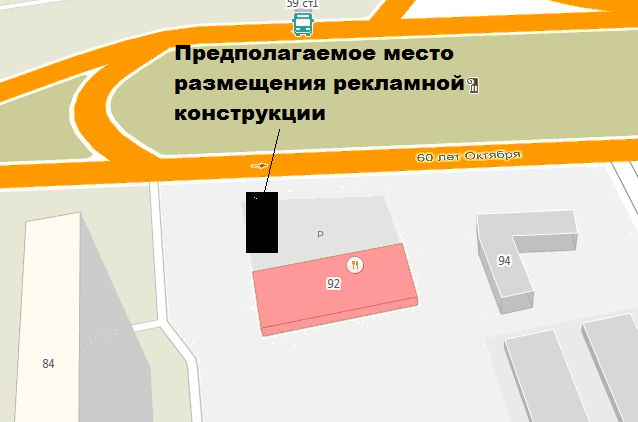 59 ст1
Предполагаемое место
размещения рекламной
конструкции
60 лет Октября
P
92
94
84